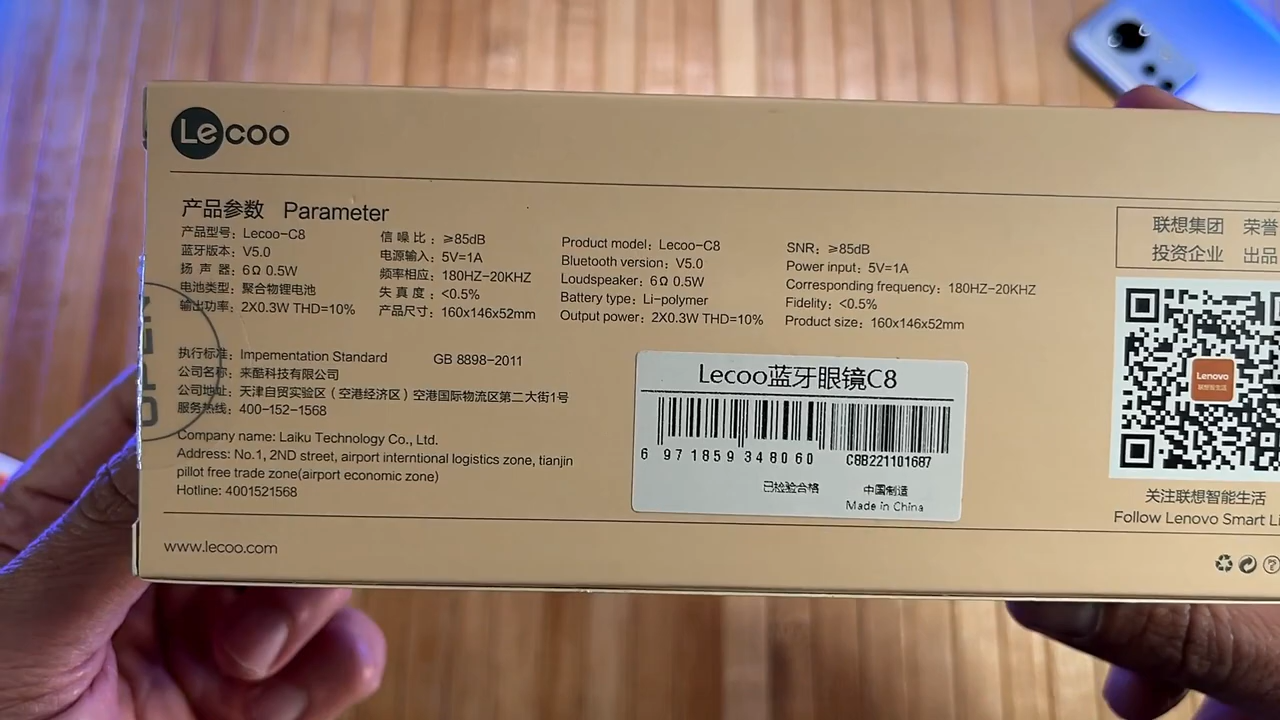 Lecoo
产品参数 Parameter
产品型号: Lecoo-C8
蓝牙版本: V5.0
扬 声 器: 6Ω 0.5W
电池类型: 聚合物锂电池
输出功率: 2X0.3W THD=10%
信 噪 比 : ≥85dB
电源输入: 5V=1A
频率相应: 180HZ-20KHZ
失 真 度 : <0.5%
产品尺寸: 160x146x52mm
Product model: Lecoo-C8
Bluetooth version: V5.0
Loudspeaker: 6Ω 0.5W
Battery type: Li-polymer
Output power: 2X0.3W THD=10%
SNR: ≥85dB
Power input: 5V=1A
Corresponding frequency: 180HZ-20KHZ
Fidelity: <0.5%
Product size: 160x146x52mm
执行标准: Impementation Standard GB 8898-2011
公司名称: 来酷科技有限公司
公司地址: 天津自贸实验区（空港经济区）空港国际物流区第二大街1号
服务热线: 400-152-1568
Company name: Laiku Technology Co., Ltd.
Address: No.1, 2ND street, airport interntional logistics zone, tianjin
pillot free trade zone(airport economic zone)
Hotline: 4001521568
www.lecoo.com
OPEN
Lecoo蓝牙眼镜C8
6 971859 348060
C8B221101687
已检验合格
中国制造
Made in China
联想集团 荣誉
投资企业 出品
Lenovo
联想智生活
关注联想智能生活
Follow Lenovo Smart Li